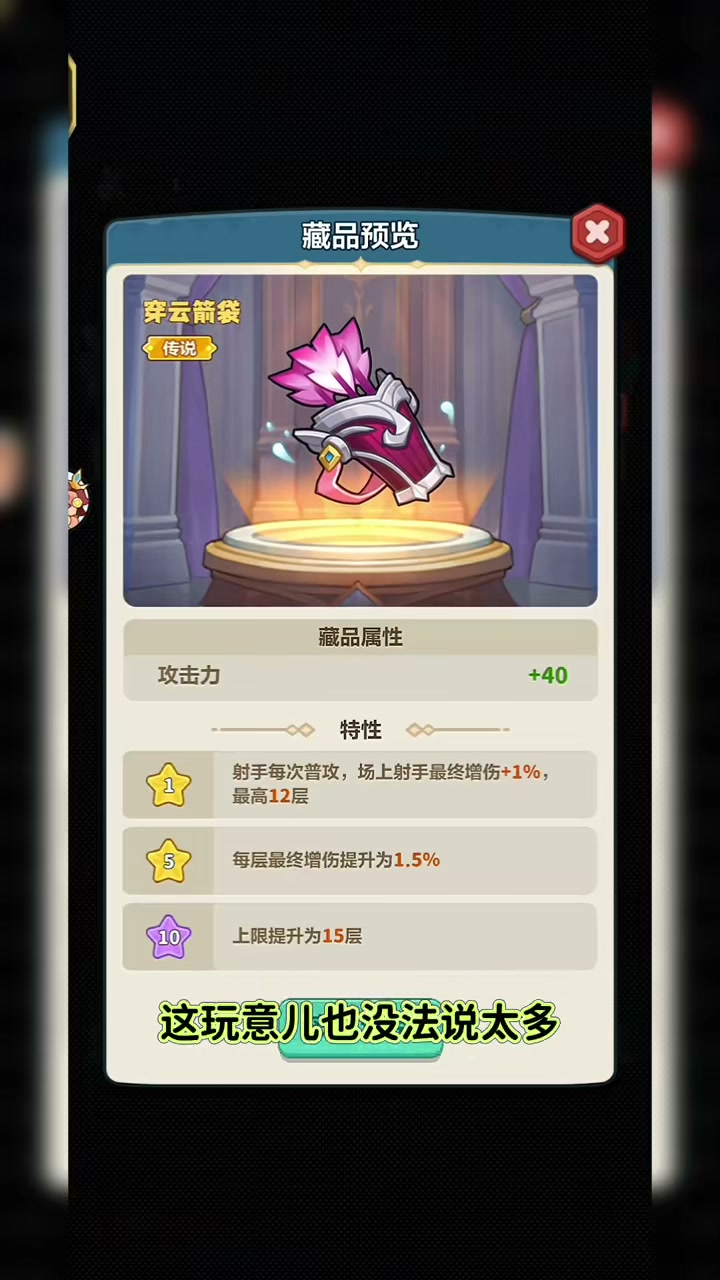 藏品预览
穿云箭袋
传说
藏品属性
攻击力 +40
特性
1 射手每次普攻，场上射手最终增伤+1%，
最高12层
5 每层最终增伤提升为1.5%
10 上限提升为15层
这玩意儿也没法说太多